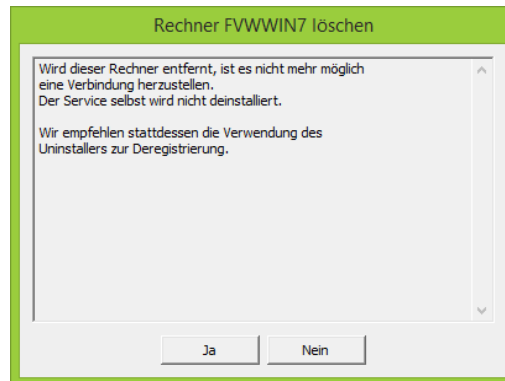 Rechner FVWWIN7 löschen
Wird dieser Rechner entfernt, ist es nicht mehr möglich
eine Verbindung herzustellen.
Der Service selbst wird nicht deinstalliert.
Wir empfehlen stattdessen die Verwendung des
Uninstallers zur Deregistrierung.
Ja
Nein